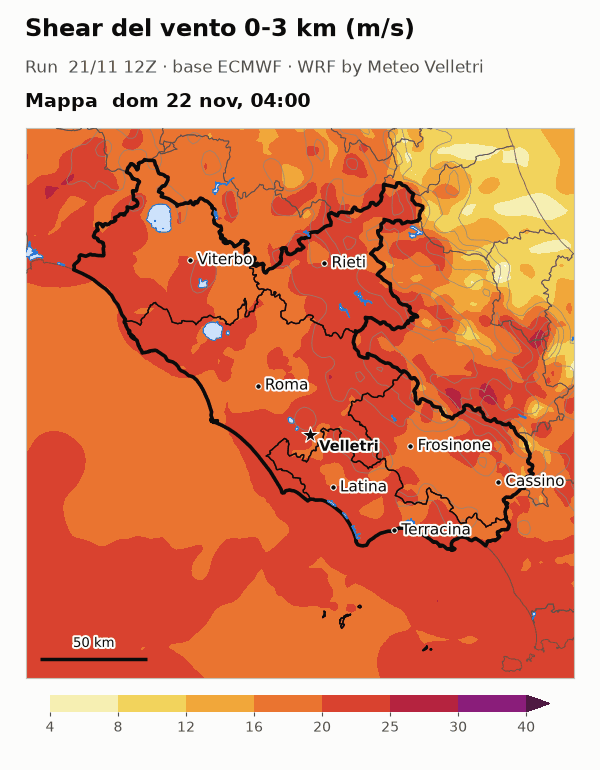 Shear del vento 0-3 km (m/s)
Run  21/11 12Z · base ECMWF · WRF by Meteo Velletri
Mappa  dom 22 nov, 04:00
Viterbo
Rieti
Roma
Velletri
Frosinone
Cassino
Latina
Terracina
50 km
4 8 12 16 20 25 30 40